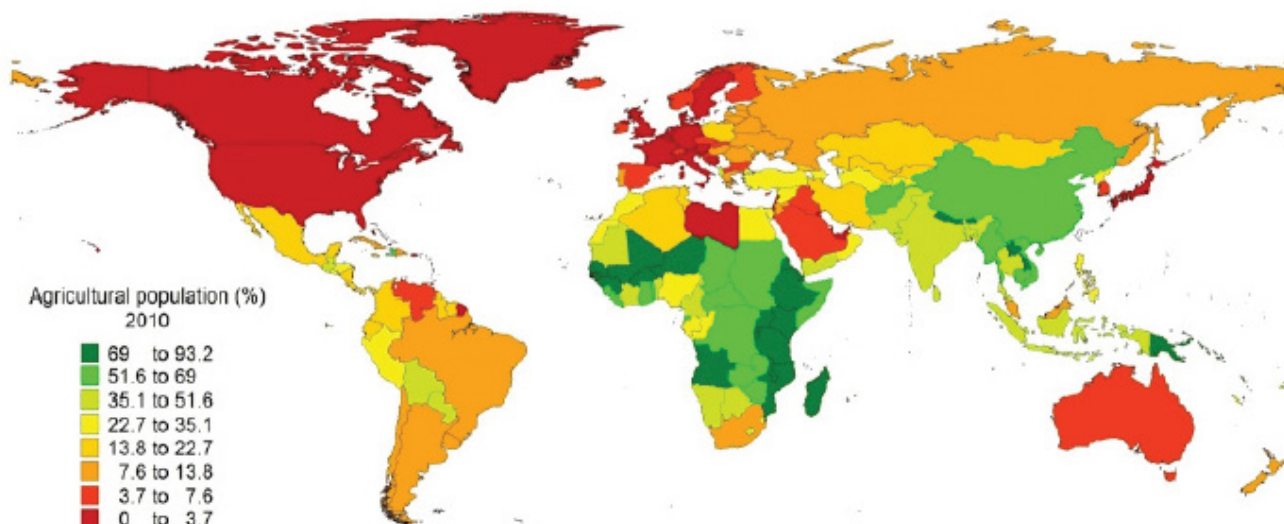 Agricultural population (%)
2010
69 to 93.2
51.6 to 69
35.1 to 51.6
22.7 to 35.1
13.8 to 22.7
7.6 to 13.8
3.7 to 7.6
0 to 3.7